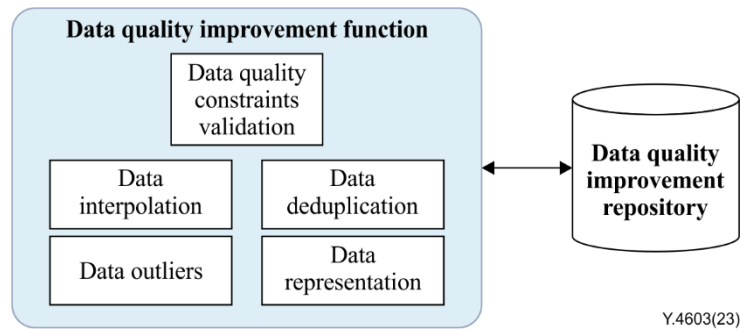 Data quality improvement function
Data quality
constraints
validation
Data
interpolation
Data
deduplication
Data outliers
Data
representation
Data quality
improvement
repository
Y.4603(23)